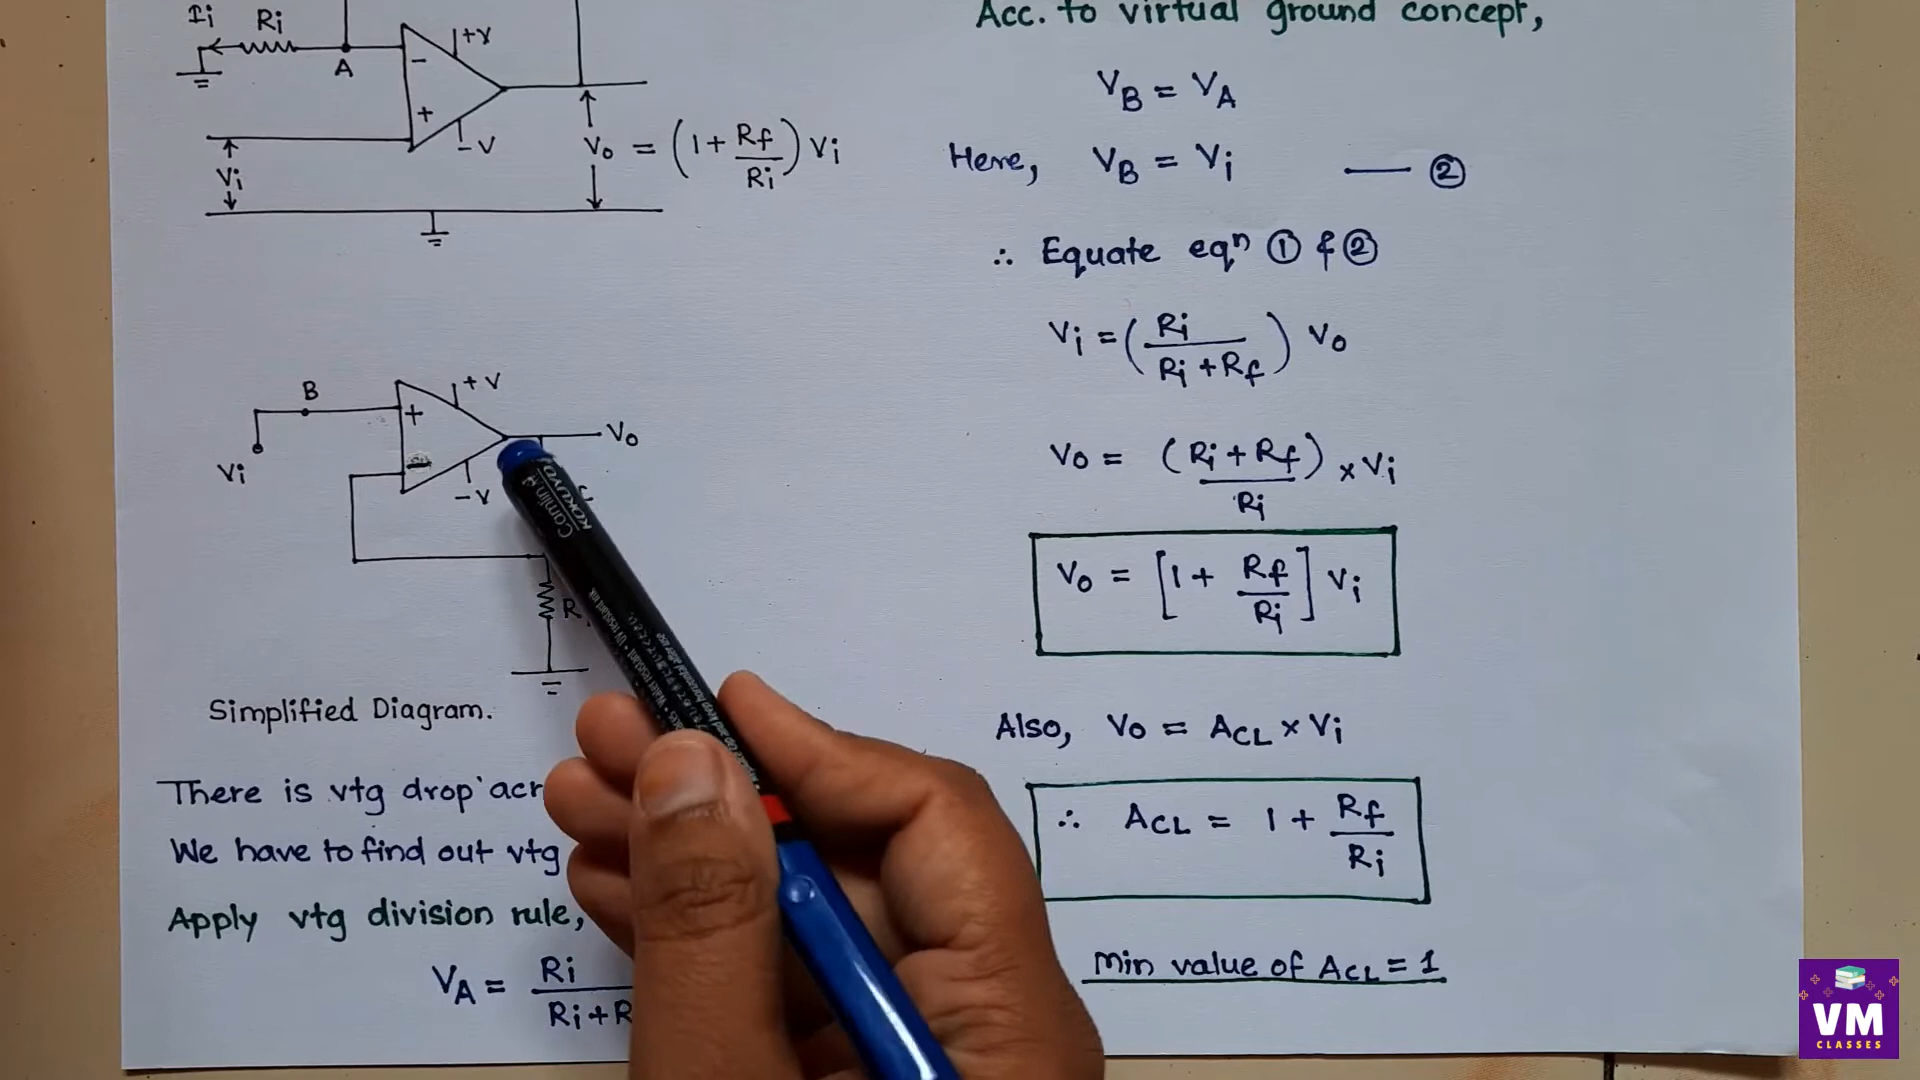 Ii Ri
A
+V
-
+
-V
Vi
Vo = (1 + Rf/Ri) Vi
B
+V
+
-
Vo
Vi
-V
R
Simplified Diagram.
There is vtg drop acr
We have to find out vtg
Apply vtg division rule,
VA = Ri / Ri+R
Acc. to virtual ground concept,
VB = VA
Here, VB = Vi — ②
∴ Equate eqn ① & ②
Vi = (Ri / Ri + Rf) Vo
Vo = (Ri + Rf) / Ri × Vi
Vo = [1 + Rf/Ri] Vi
Also, Vo = ACL × Vi
∴ ACL = 1 + Rf/Ri
Min value of ACL = 1
Camlin
KOKUYO
VM
CLASSES